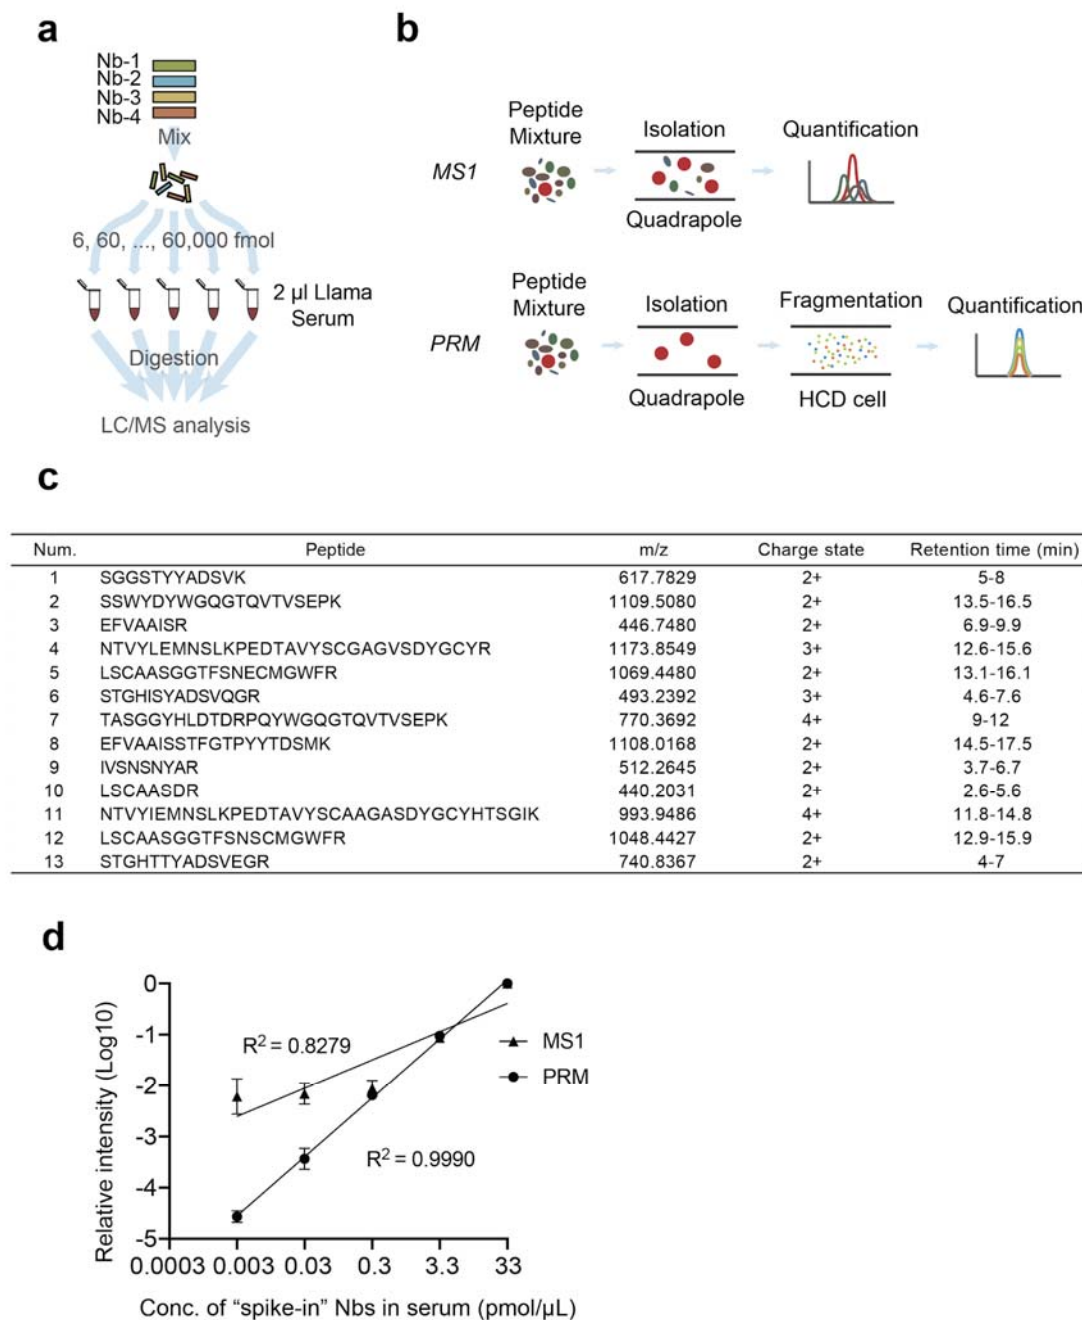 a
Nb-1
Nb-2
Nb-3
Nb-4
Mix
6, 60, ..., 60,000 fmol
2 µl Llama
Serum
Digestion
LC/MS analysis
b
MS1
Peptide
Mixture
Isolation
Quadrapole
Quantification
PRM
Peptide
Mixture
Isolation
Quadrapole
Fragmentation
HCD cell
Quantification
c
Num. Peptide m/z Charge state Retention time (min)
1 SGGSTYYADSVK 617.7829 2+ 5-8
2 SSWYDYWGQGTQVTVSEPK 1109.5080 2+ 13.5-16.5
3 EFVAAISR 446.7480 2+ 6.9-9.9
4 NTVYLEMNSLKPEDTAVYSCGAGVSDYGCYR 1173.8549 3+ 12.6-15.6
5 LSCAASGGTFSNECMGWFR 1069.4480 2+ 13.1-16.1
6 STGHISYADSVQGR 493.2392 3+ 4.6-7.6
7 TASGGYHLDTDRPQYWGQGTQVTVSEPK 770.3692 4+ 9-12
8 EFVAAISSTFGTPYYTDSMK 1108.0168 2+ 14.5-17.5
9 IVSNSNYAR 512.2645 2+ 3.7-6.7
10 LSCAASDR 440.2031 2+ 2.6-5.6
11 NTVYIEMNSLKPEDTAVYSCAAGASDYGCYHTSGIK 993.9486 4+ 11.8-14.8
12 LSCAASGGTFSNSCMGWFR 1048.4427 2+ 12.9-15.9
13 STGHTTYADSVEGR 740.8367 2+ 4-7
d
Relative intensity (Log10)
0
-1
-2
-3
-4
-5
R² = 0.8279
R² = 0.9990
MS1
PRM
0.0003 0.003 0.03 0.3 3.3 33
Conc. of “spike-in” Nbs in serum (pmol/µL)